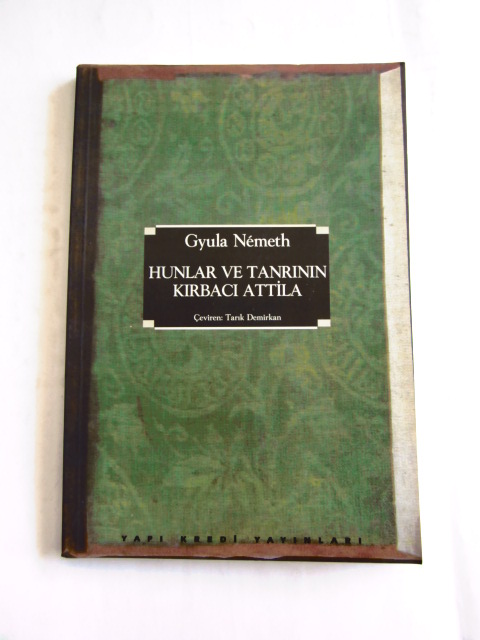 Gyula Németh
HUNLAR VE TANRININ
KIRBACI ATTİLA
Çeviren: Tarık Demirkan
YAPI KREDİ YAYINLARI